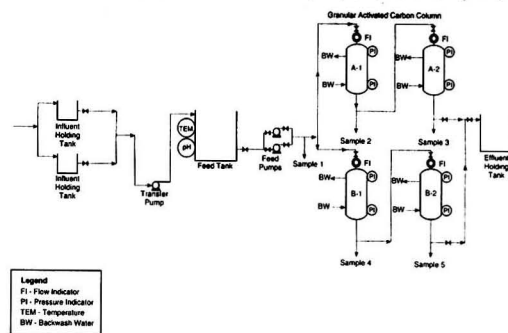 Granular Activated Carbon Column
FI
FI
PI
PI
BW
BW
A-1
A-2
BW
PI
BW
PI
Influent Holding
Tank
TEM
pH
Feed Tank
Feed
Pumps
Sample 1
Sample 2
Sample 3
FI
FI
Influent
Holding
Tank
Transfer
Pump
PI
PI
BW
BW
B-1
B-2
BW
PI
BW
PI
Effluent
Holding
Tank
Sample 4
Sample 5
Legend
FI - Flow Indicator
PI - Pressure Indicator
TEM - Temperature
BW - Backwash Water